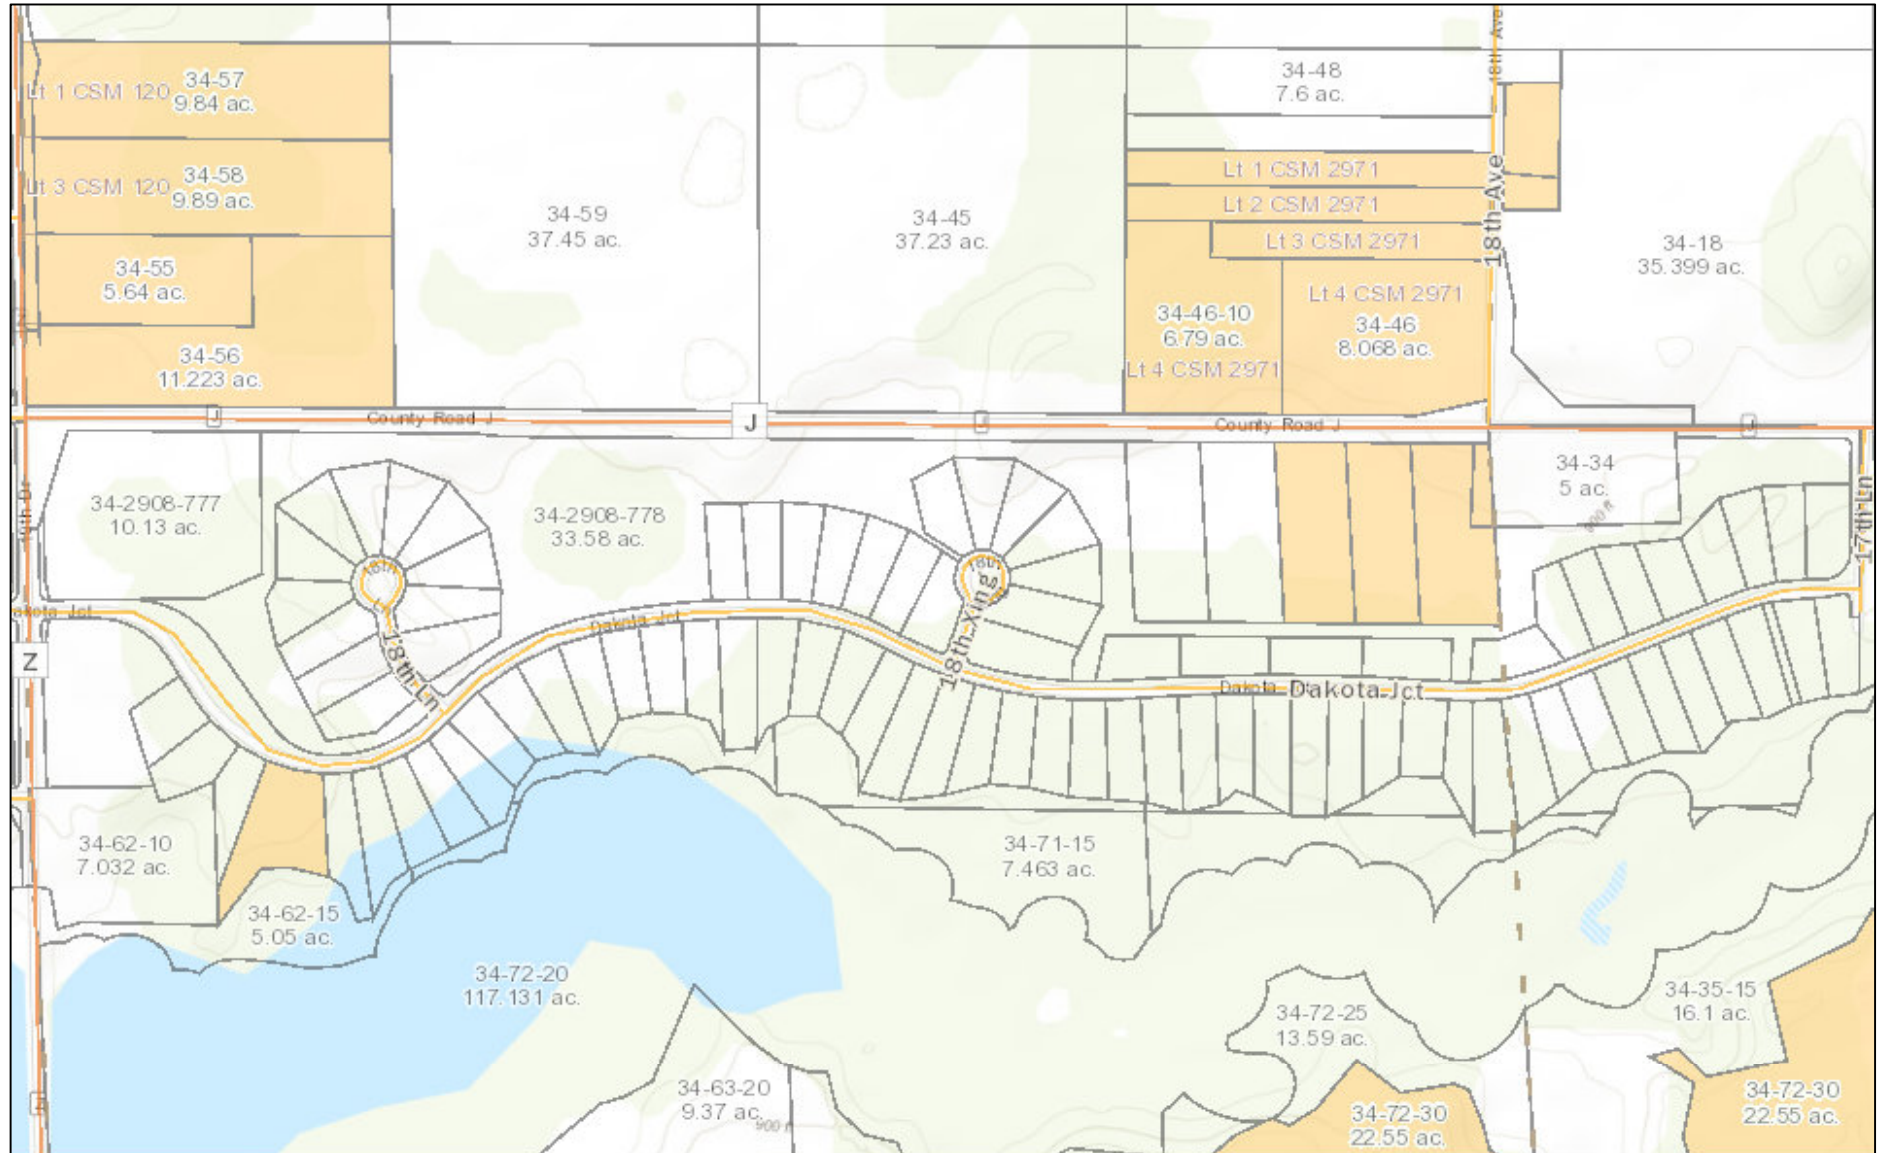 18th Ave
34-57
Lt 1 CSM 120
9.84 ac.
34-48
7.6 ac.
34-58
Lt 3 CSM 120
9.89 ac.
Lt 1 CSM 2971
18th Ave
Lt 2 CSM 2971
34-59
37.45 ac.
34-45
37.23 ac.
Lt 3 CSM 2971
34-18
35.399 ac.
34-55
5.64 ac.
Lt 4 CSM 2971
34-46-10
6.79 ac.
34-46
8.068 ac.
34-56
11.223 ac.
Lt 4 CSM 2971
J
County Road J
J
J
County Road J
J
34-34
5 ac.
34-2908-777
10.13 ac.
34-2908-778
33.58 ac.
900 ft
17th Ln
18th
Dakota Jct
18th Ln
18th Xing
Z
Dakota
Dakota Jct
34-62-10
7.032 ac.
34-71-15
7.463 ac.
34-62-15
5.05 ac.
34-72-20
117.131 ac.
34-35-15
16.1 ac.
34-72-25
13.59 ac.
34-63-20
9.37 ac.
900 ft
34-72-30
22.55 ac.
34-72-30
22.55 ac.